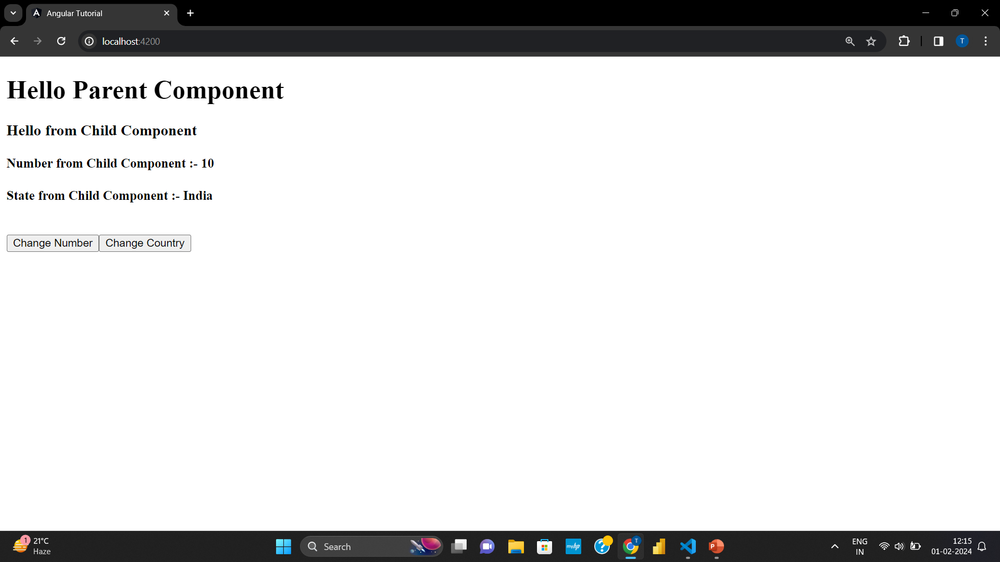 Angular Tutorial
localhost:4200
T
Hello Parent Component
Hello from Child Component
Number from Child Component :- 10
State from Child Component :- India
Change Number Change Country
1
21°C
Haze
Search
myhp
T
P
ENG
IN
12:15
01-02-2024